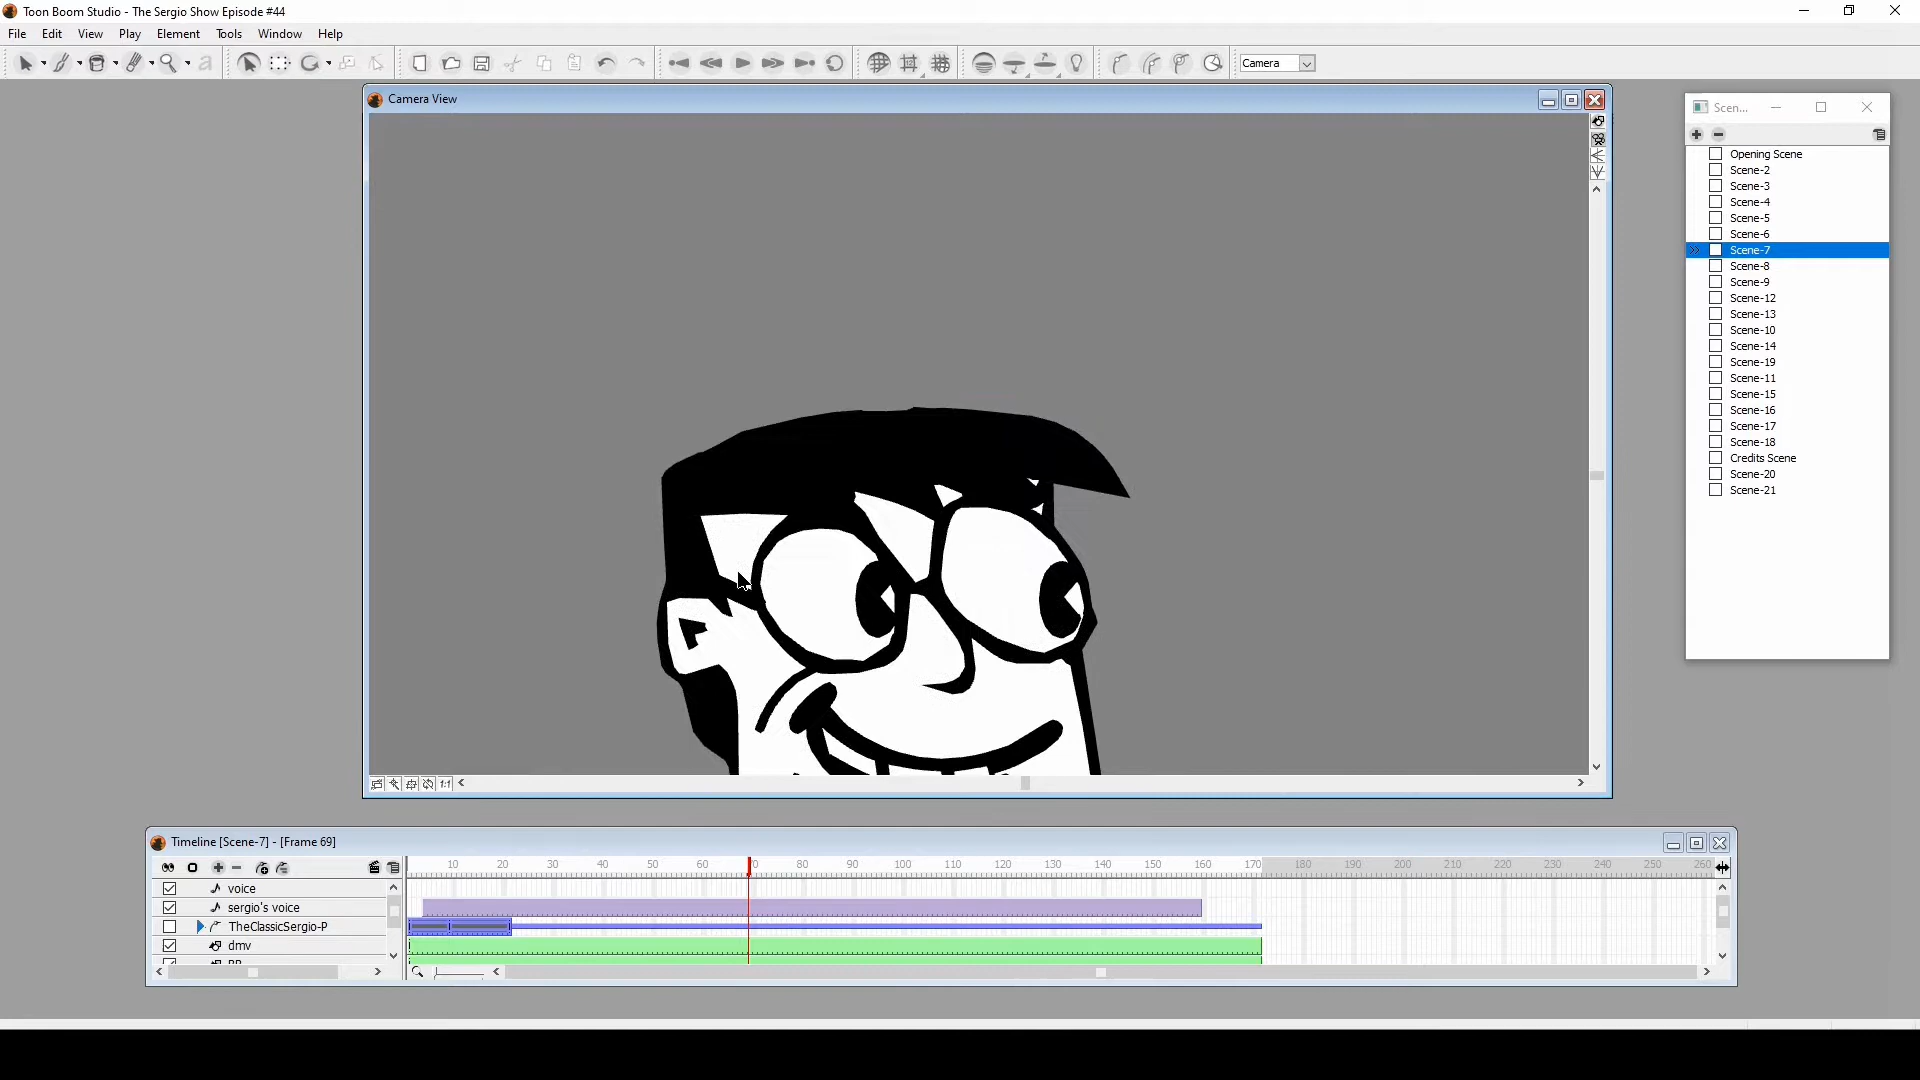 Toon Boom Studio - The Sergio Show Episode #44
File Edit View Play Element Tools Window Help
Camera
Camera View
Scen...
Opening Scene
Scene-2
Scene-3
Scene-4
Scene-5
Scene-6
Scene-7
Scene-8
Scene-9
Scene-12
Scene-13
Scene-10
Scene-14
Scene-19
Scene-11
Scene-15
Scene-16
Scene-17
Scene-18
Credits Scene
Scene-20
Scene-21
1:1
Timeline [Scene-7] - [Frame 69]
10 20 30 40 50 60 70 80 90 100 110 120 130 140 150 160 170 180 190 200 210 220 230 240 250 260
voice
sergio's voice
TheClassicSergio-P
dmv